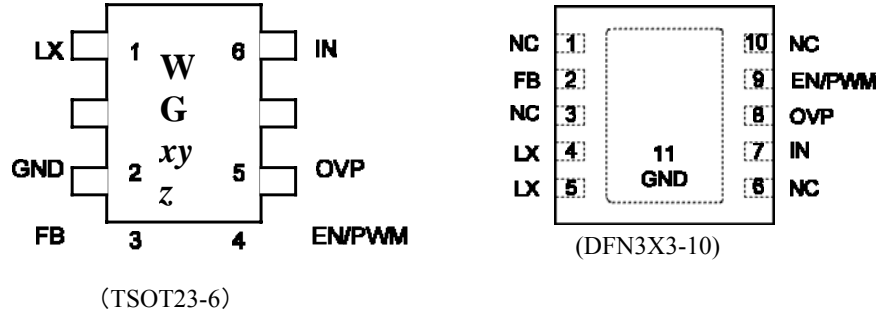 LX 1 W 6 IN
G
GND 2 xy 5 OVP
z
FB 3 4 EN/PWM
（TSOT23-6）
NC 1 10 NC
FB 2 9 EN/PWM
NC 3 8 OVP
LX 4 11 7 IN
LX 5 GND 6 NC
(DFN3X3-10)